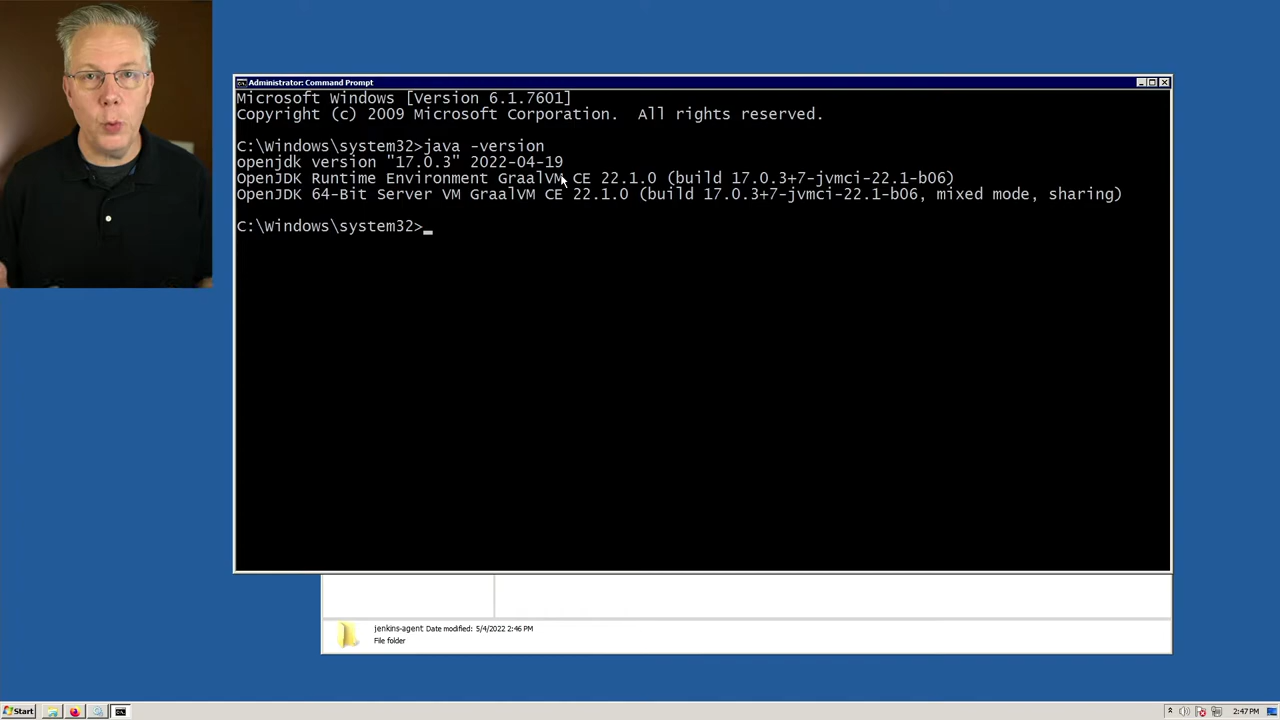 Administrator: Command Prompt
Microsoft Windows [Version 6.1.7601]
Copyright (c) 2009 Microsoft Corporation.  All rights reserved.
C:\Windows\system32>java -version
openjdk version "17.0.3" 2022-04-19
OpenJDK Runtime Environment GraalVM CE 22.1.0 (build 17.0.3+7-jvmci-22.1-b06)
OpenJDK 64-Bit Server VM GraalVM CE 22.1.0 (build 17.0.3+7-jvmci-22.1-b06, mixed mode, sharing)
C:\Windows\system32>
jenkins-agent Date modified: 5/4/2022 2:46 PM
File folder
Start
2:47 PM